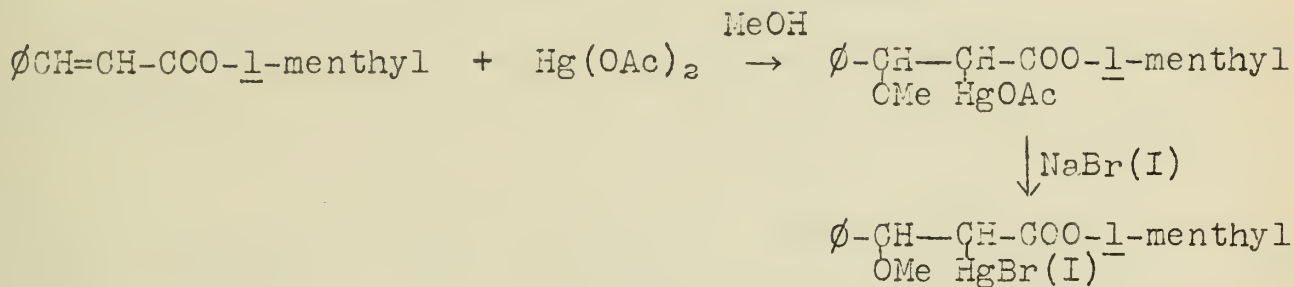 MeOH
ØCH=CH-COO-l-menthyl + Hg(OAc)₂ → Ø-CH—CH-COO-l-menthyl
OMe HgOAc
↓NaBr(I)
Ø-CH—CH-COO-l-menthyl
OMe HgBr(I)